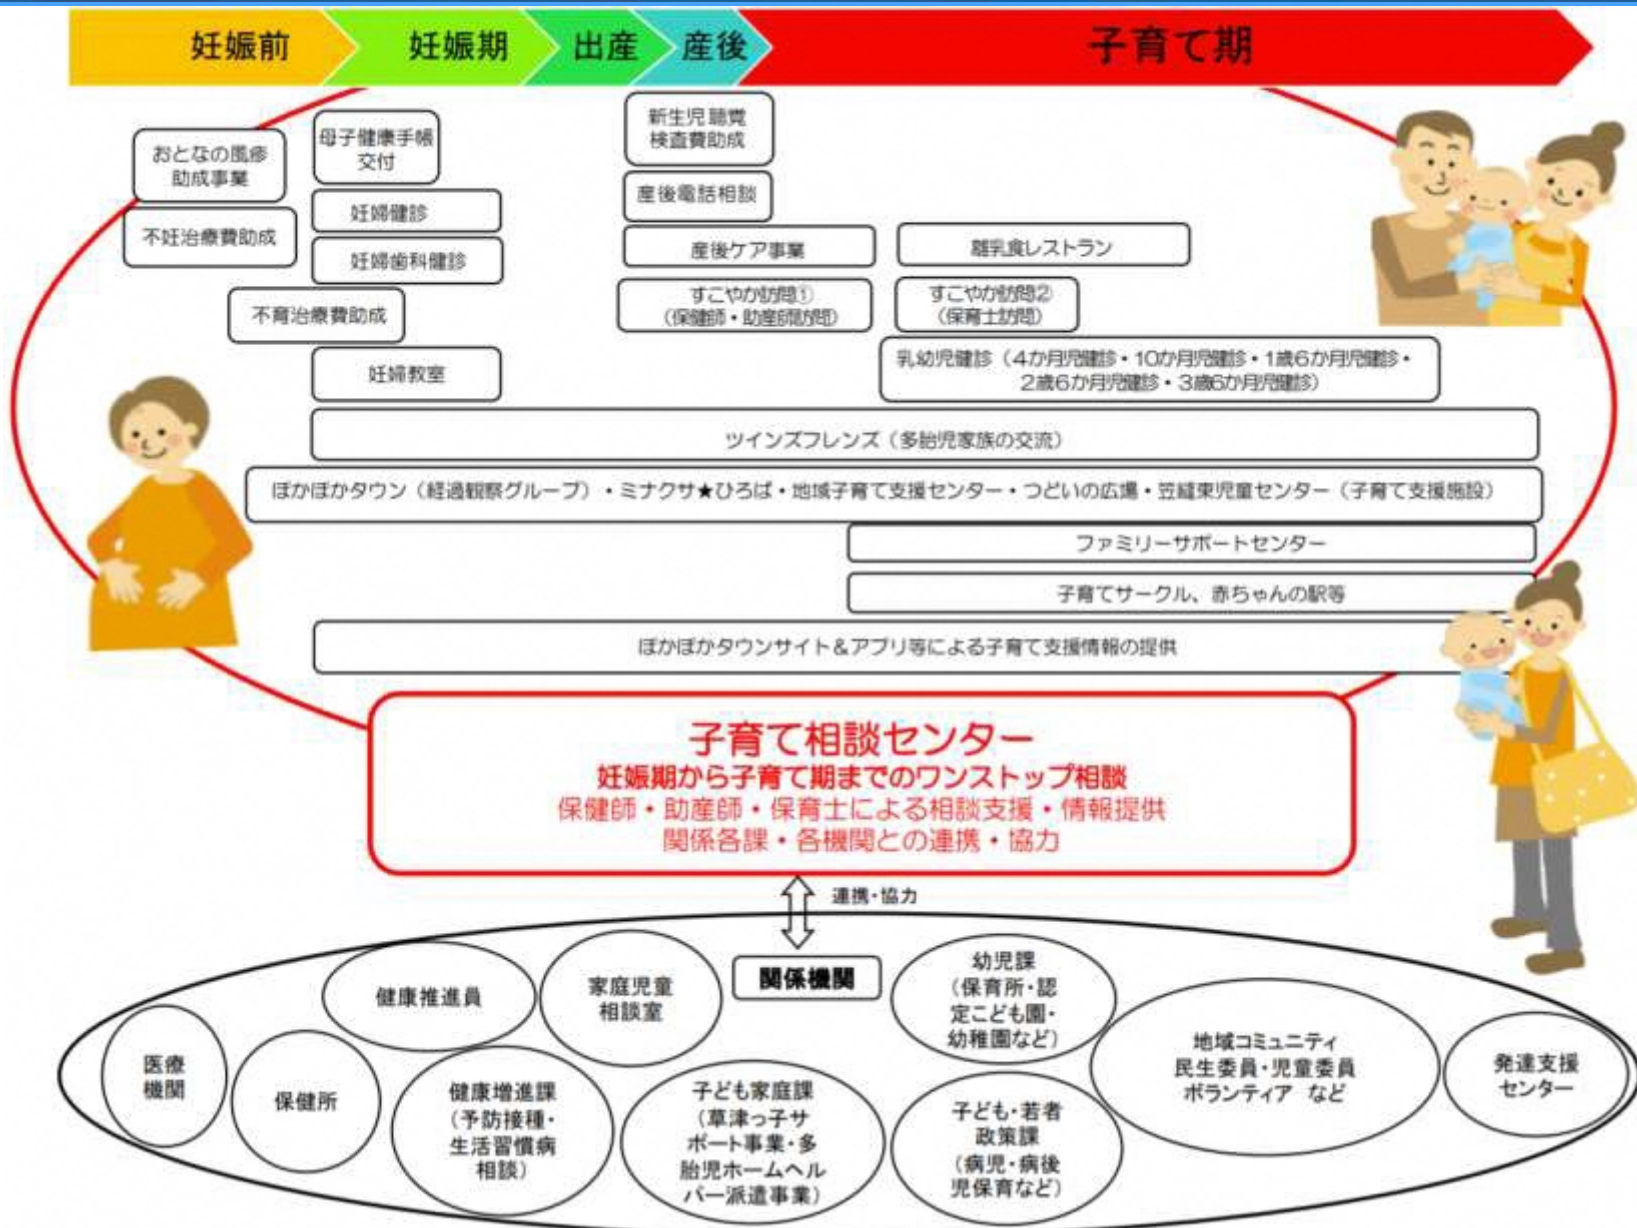 妊娠前
妊娠期
出産
産後
子育て期
おとなの風疹
助成事業
母子健康手帳
交付
新生児聴覚
検査費助成
不妊治療費助成
妊婦健診
産後電話相談
妊婦歯科健診
産後ケア事業
離乳食レストラン
不育治療費助成
すこやか訪問①
（保健師・助産師訪問）
すこやか訪問②
（保育士訪問）
妊婦教室
乳幼児健診（4か月児健診・10か月児健診・1歳6か月児健診・
2歳6か月児健診・3歳6か月児健診）
ツインズフレンズ（多胎児家族の交流）
ぽかぽかタウン（経過観察グループ）・ミナクサ★ひろば・地域子育て支援センター・つどいの広場・笠縫東児童センター（子育て支援施設）
ファミリーサポートセンター
子育てサークル、赤ちゃんの駅等
ぽかぽかタウンサイト＆アプリ等による子育て支援情報の提供
子育て相談センター
妊娠期から子育て期までのワンストップ相談
保健師・助産師・保育士による相談支援・情報提供
関係各課・各機関との連携・協力
連携・協力
関係機関
医療
機関
保健所
健康推進員
健康増進課
（予防接種・
生活習慣病
相談）
家庭児童
相談室
子ども家庭課
（草津っ子サ
ポート事業・多
胎児ホームヘル
パー派遣事業）
幼児課
（保育所・認
定こども園・
幼稚園など）
子ども・若者
政策課
（病児・病後
児保育など）
地域コミュニティ
民生委員・児童委員
ボランティア　など
発達支援
センター